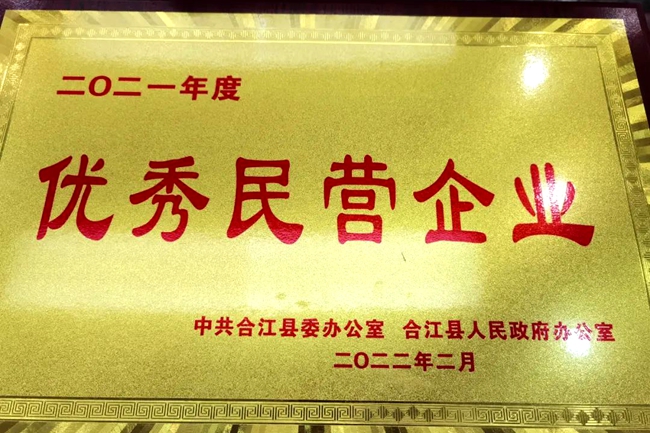 二〇二一年度
优秀民营企业
中共合江县委办公室 合江县人民政府办公室
二〇二二年二月